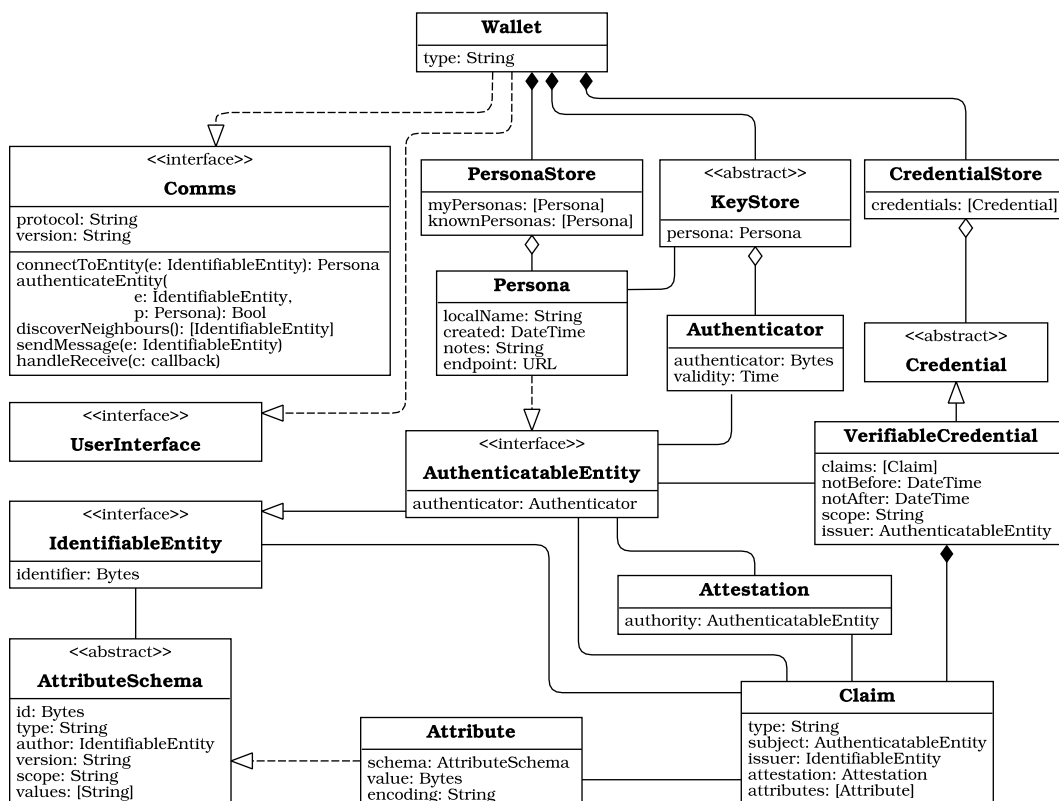 Wallet
type: String
<<interface>>
Comms
protocol: String
version: String
connectToEntity(e: IdentifiableEntity): Persona
authenticateEntity(
e: IdentifiableEntity,
p: Persona): Bool
discoverNeighbours(): [IdentifiableEntity]
sendMessage(e: IdentifiableEntity)
handleReceive(c: callback)
PersonaStore
myPersonas: [Persona]
knownPersonas: [Persona]
<<abstract>>
KeyStore
persona: Persona
CredentialStore
credentials: [Credential]
Persona
localName: String
created: DateTime
notes: String
endpoint: URL
Authenticator
authenticator: Bytes
validity: Time
<<abstract>>
Credential
<<interface>>
UserInterface
<<interface>>
AuthenticatableEntity
authenticator: Authenticator
VerifiableCredential
claims: [Claim]
notBefore: DateTime
notAfter: DateTime
scope: String
issuer: AuthenticatableEntity
<<interface>>
IdentifiableEntity
identifier: Bytes
Attestation
authority: AuthenticatableEntity
<<abstract>>
AttributeSchema
id: Bytes
type: String
author: IdentifiableEntity
version: String
scope: String
values: [String]
Attribute
schema: AttributeSchema
value: Bytes
encoding: String
Claim
type: String
subject: AuthenticatableEntity
issuer: IdentifiableEntity
attestation: Attestation
attributes: [Attribute]